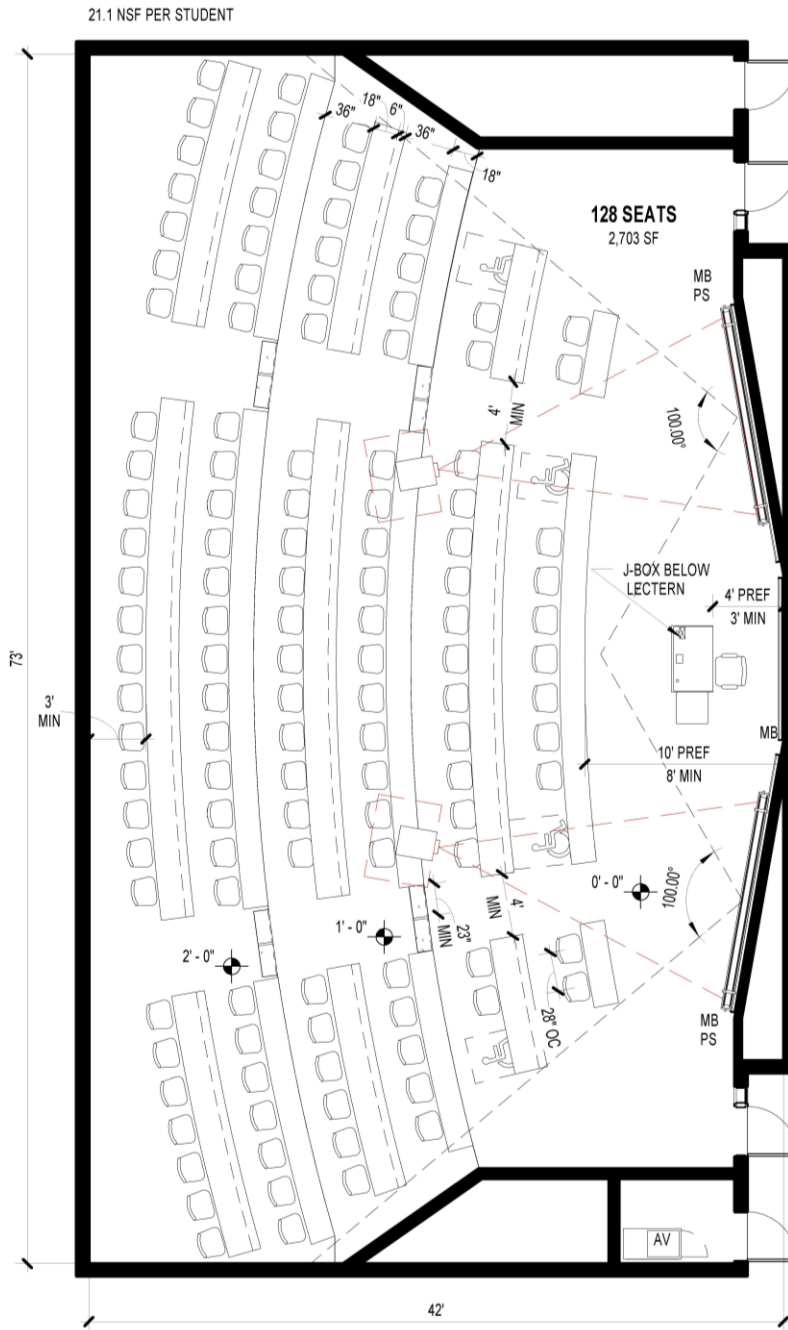 21.1 NSF PER STUDENT
18"
6"
36"
36"
18"
128 SEATS
2,703 SF
MB
PS
4'
MIN
100.00°
J-BOX BELOW
LECTERN
4' PREF
3' MIN
73'
3'
MIN
MB
10' PREF
8' MIN
0' - 0"
100.00°
4'
MIN
23"
MIN
1' - 0"
2' - 0"
28" OC
MB
PS
AV
42'